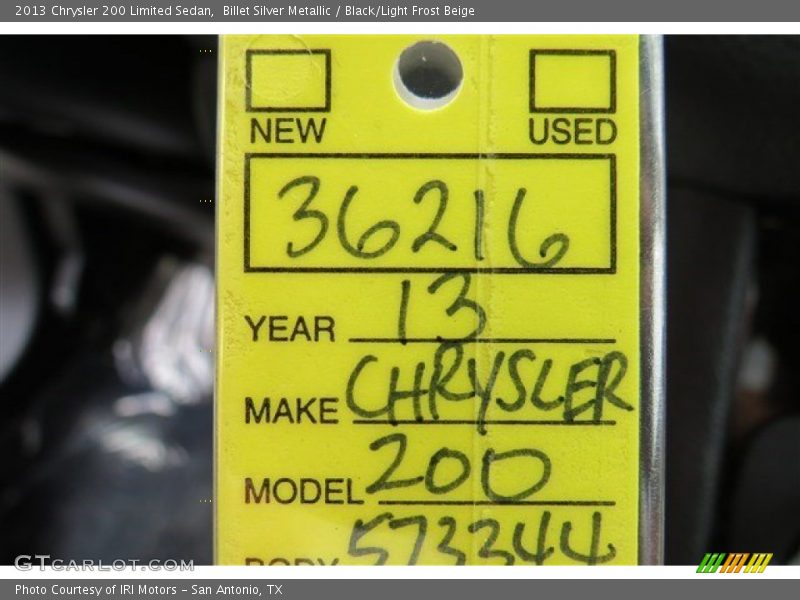 2013 Chrysler 200 Limited Sedan,  Billet Silver Metallic / Black/Light Frost Beige
NEW USED
36216
YEAR 13
MAKE CHRYSLER
MODEL 200
BODY 573344
GTCARLOT.COM
Photo Courtesy of IRI Motors - San Antonio, TX